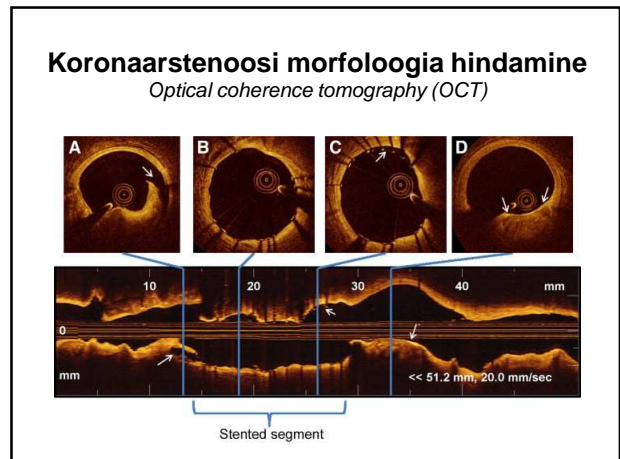 Koronaarstenoosi morfoloogia hindamine
Optical coherence tomography (OCT)
A B C D
10 20 30 40 mm
0
mm
<< 51.2 mm, 20.0 mm/sec
Stented segment